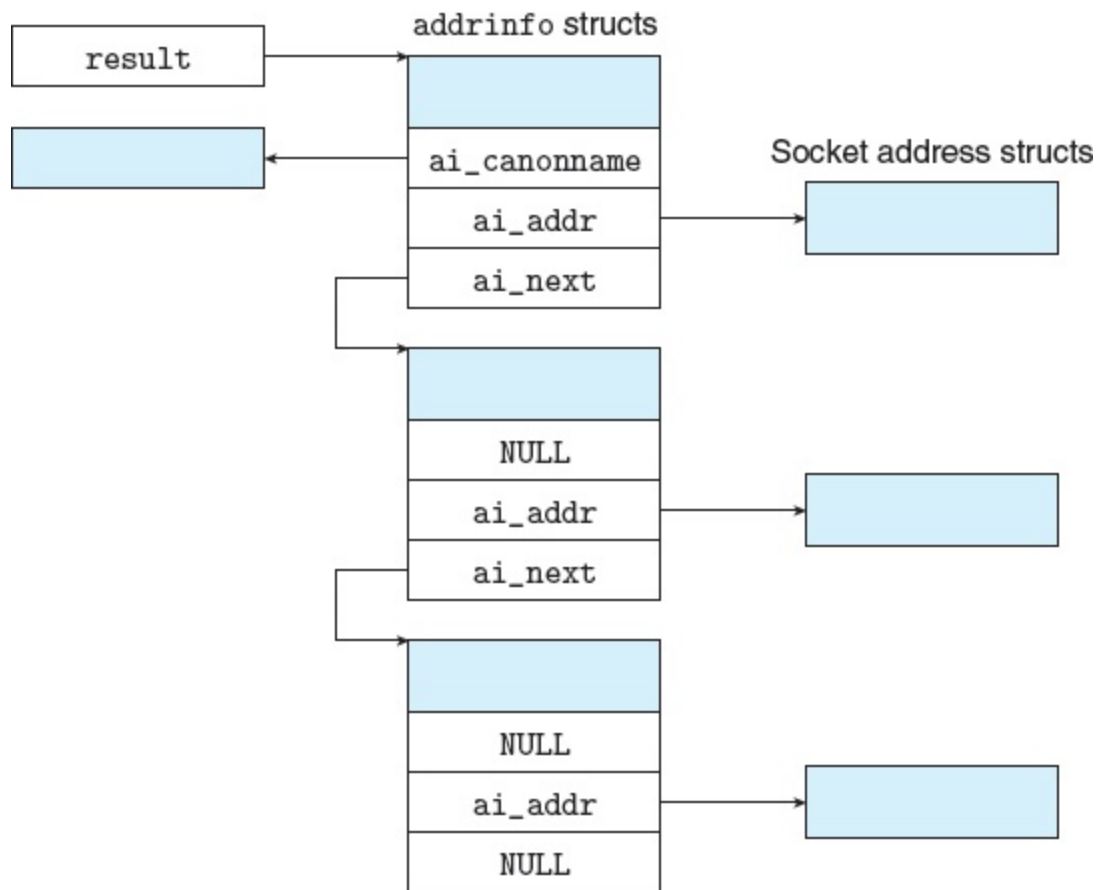 addrinfo structs
result
ai_canonname
Socket address structs
ai_addr
ai_next
NULL
ai_addr
ai_next
NULL
ai_addr
NULL